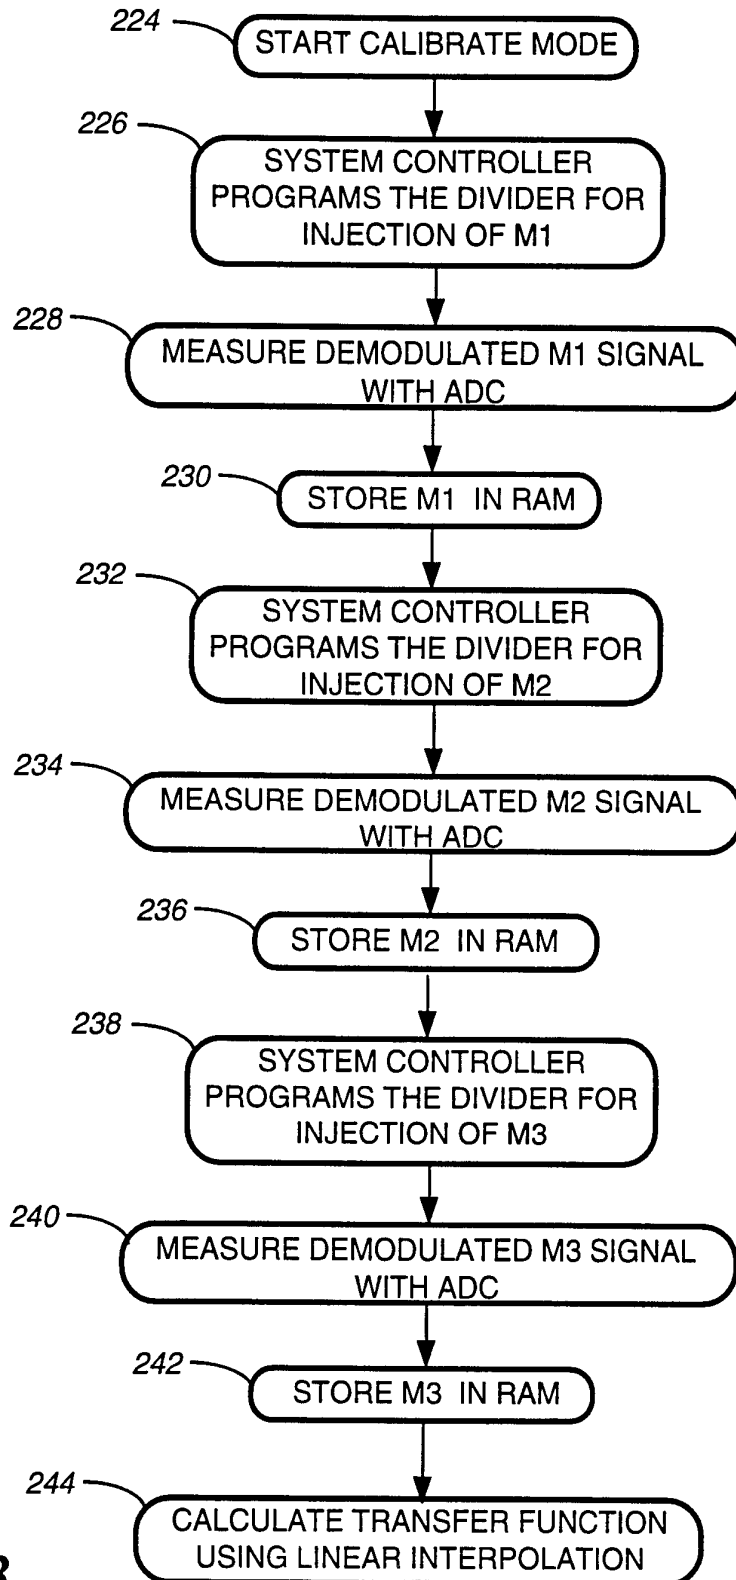 224
START CALIBRATE MODE
226
SYSTEM CONTROLLER
PROGRAMS THE DIVIDER FOR
INJECTION OF M1
228
MEASURE DEMODULATED M1 SIGNAL
WITH ADC
230
STORE M1 IN RAM
232
SYSTEM CONTROLLER
PROGRAMS THE DIVIDER FOR
INJECTION OF M2
234
MEASURE DEMODULATED M2 SIGNAL
WITH ADC
236
STORE M2 IN RAM
238
SYSTEM CONTROLLER
PROGRAMS THE DIVIDER FOR
INJECTION OF M3
240
MEASURE DEMODULATED M3 SIGNAL
WITH ADC
242
STORE M3 IN RAM
244
CALCULATE TRANSFER FUNCTION
USING LINEAR INTERPOLATION